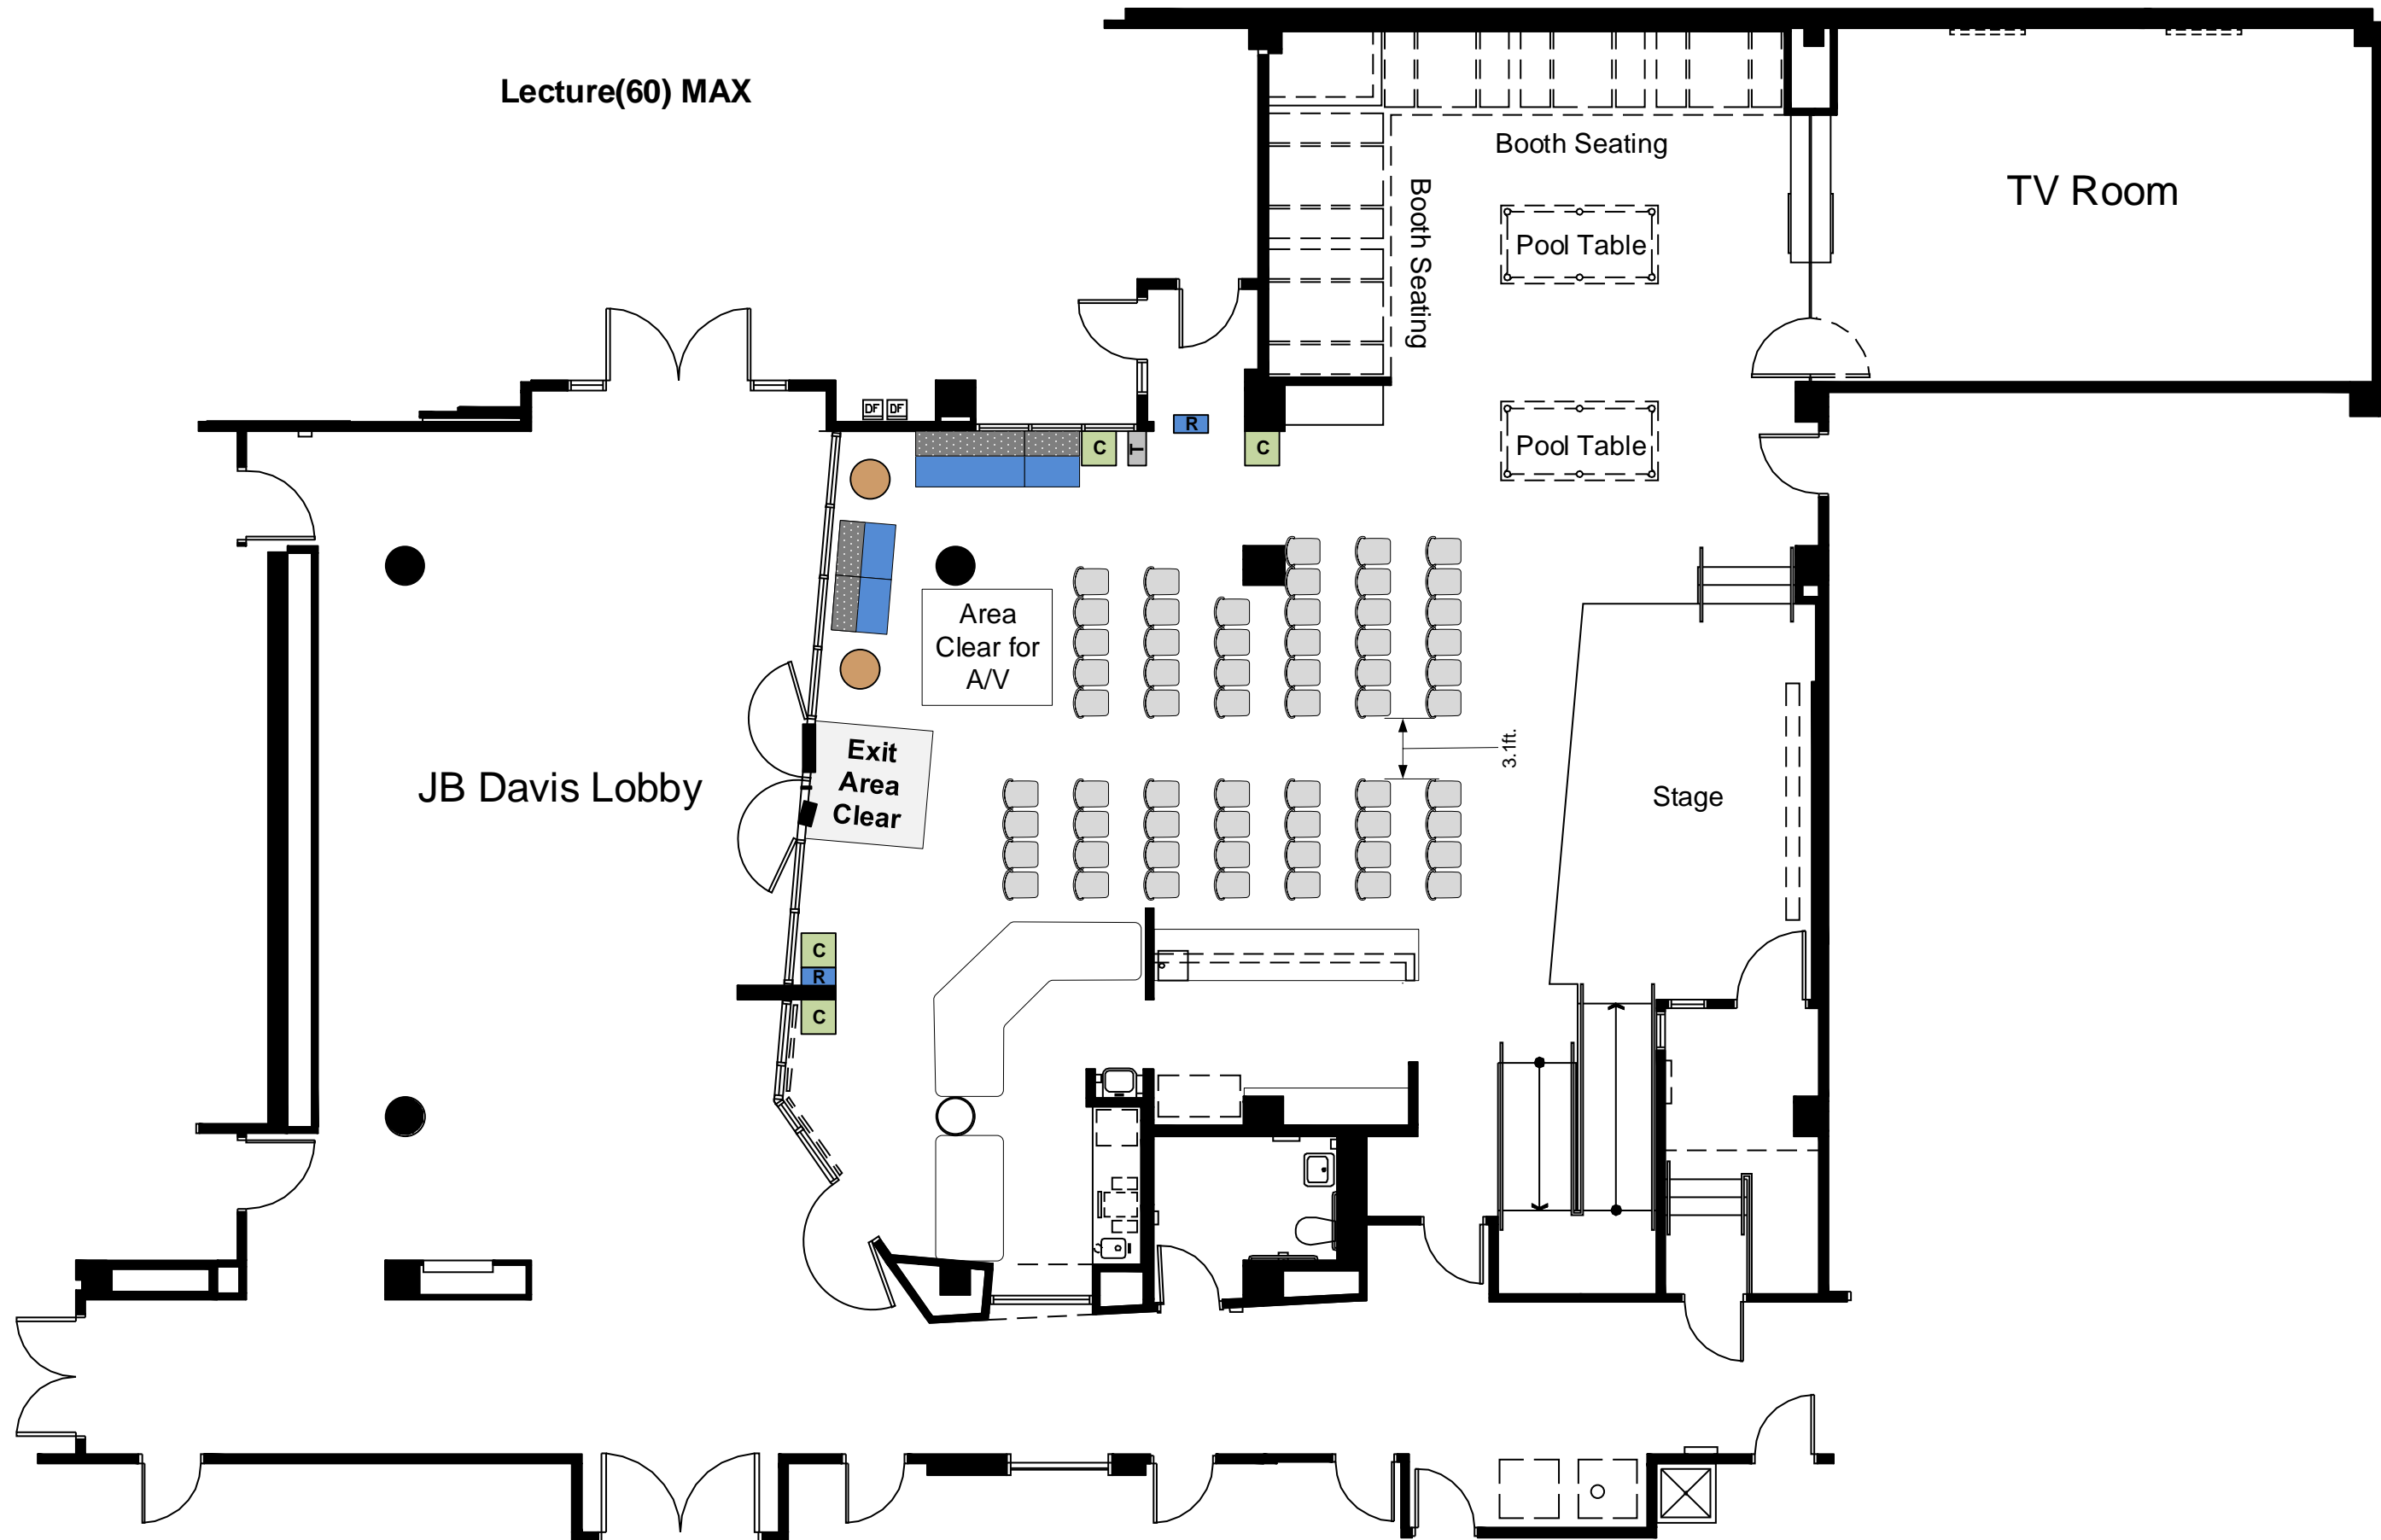 Lecture(60) MAX
Booth Seating
Booth Seating
TV Room
Pool Table
DF DF
R
C
T
C
Pool Table
Area
Clear for
A/V
Exit
Area
Clear
3.1ft.
JB Davis Lobby
Stage
C
R
C